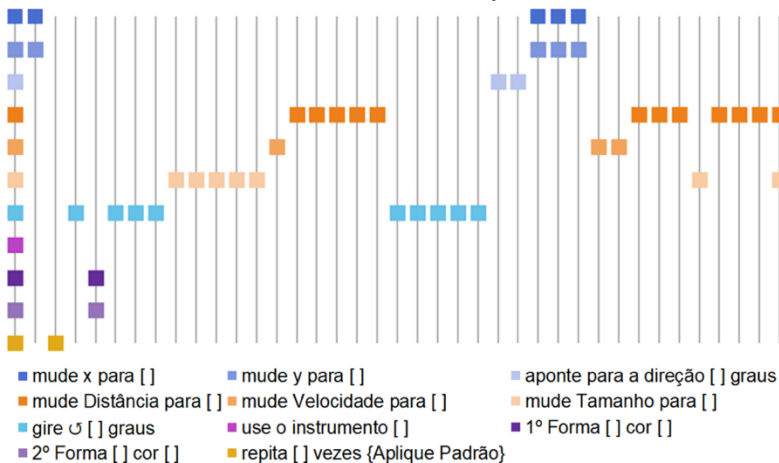 mude x para [ ] mude y para [ ] aponte para a direção [ ] graus
mude Distância para [ ] mude Velocidade para [ ] mude Tamanho para [ ]
gire ↺ [ ] graus use o instrumento [ ] 1º Forma [ ] cor [ ]
2º Forma [ ] cor [ ] repita [ ] vezes {Aplique Padrão}